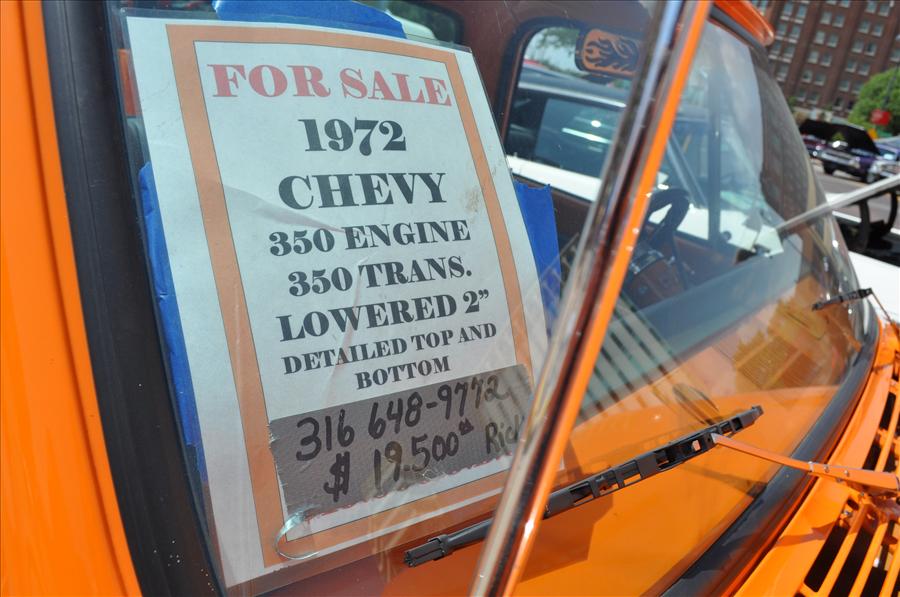 FOR SALE
1972
CHEVY
350 ENGINE
350 TRANS.
LOWERED 2”
DETAILED TOP AND
BOTTOM
316 648-9772
$ 19.500⁰⁰ Rick